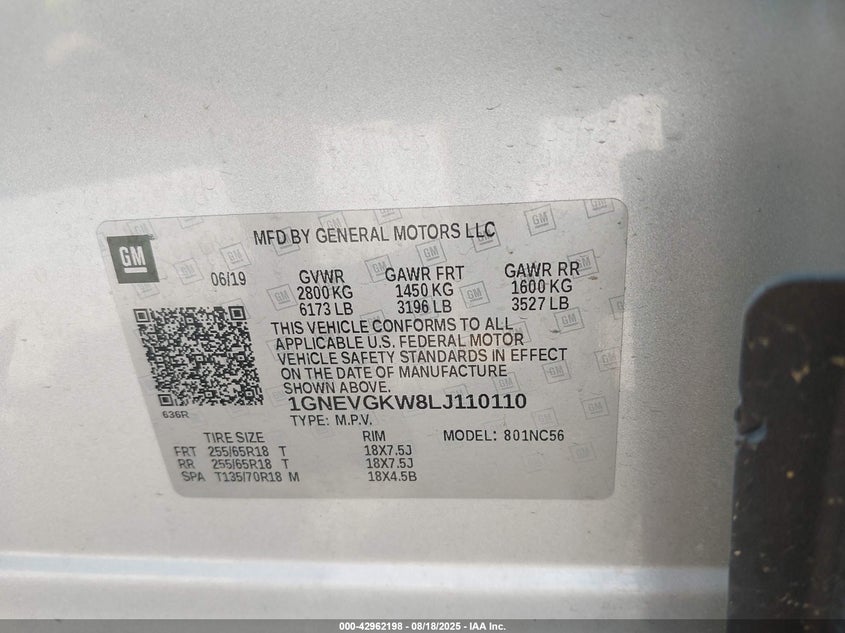 GM
MFD BY GENERAL MOTORS LLC
06/19
GVWR GAWR FRT GAWR RR
2800 KG 1450 KG 1600 KG
6173 LB 3196 LB 3527 LB
THIS VEHICLE CONFORMS TO ALL
APPLICABLE U.S. FEDERAL MOTOR
VEHICLE SAFETY STANDARDS IN EFFECT
ON THE DATE OF MANUFACTURE
SHOWN ABOVE.
636R
1GNEVGKW8LJ110110
TYPE: M.P.V.
TIRE SIZE RIM MODEL: 801NC56
FRT 255/65R18 T 18X7.5J
RR 255/65R18 T 18X7.5J
SPA T135/70R18 M 18X4.5B
000-42962198 - 08/18/2025 - IAA Inc.